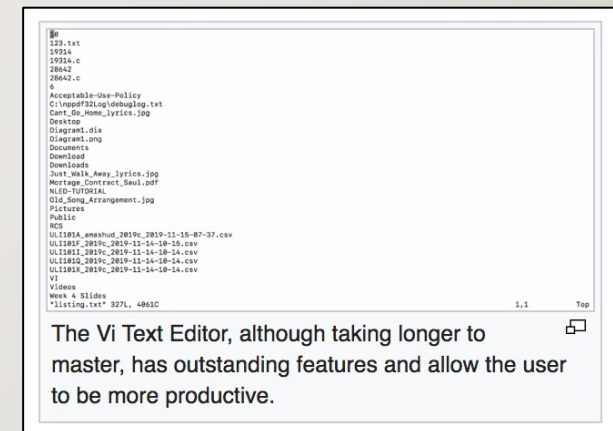 123.txt
19314
19314.c
28642
28642.c
6
Acceptable-Use-Policy
C:\nppdf32Log\debuglog.txt
Cant_Go_Home_lyrics.jpg
Desktop
Diagram1.dia
Diagram1.png
Documents
Download
Downloads
Just_Walk_Away_lyrics.jpg
Mortage_Contract_Saul.pdf
NLED-TUTORIAL
Old_Song_Arrangement.jpg
Pictures
Public
RCS
ULI101A_amashud_2019c_2019-11-15-07-37.csv
ULI101F_2019c_2019-11-14-10-15.csv
ULI101I_2019c_2019-11-14-10-14.csv
ULI101Q_2019c_2019-11-14-10-14.csv
ULI101X_2019c_2019-11-14-10-14.csv
VI
Videos
Week 4 Slides
"listing.txt" 327L, 4061C 1,1 Top
The Vi Text Editor, although taking longer to
master, has outstanding features and allow the user
to be more productive.